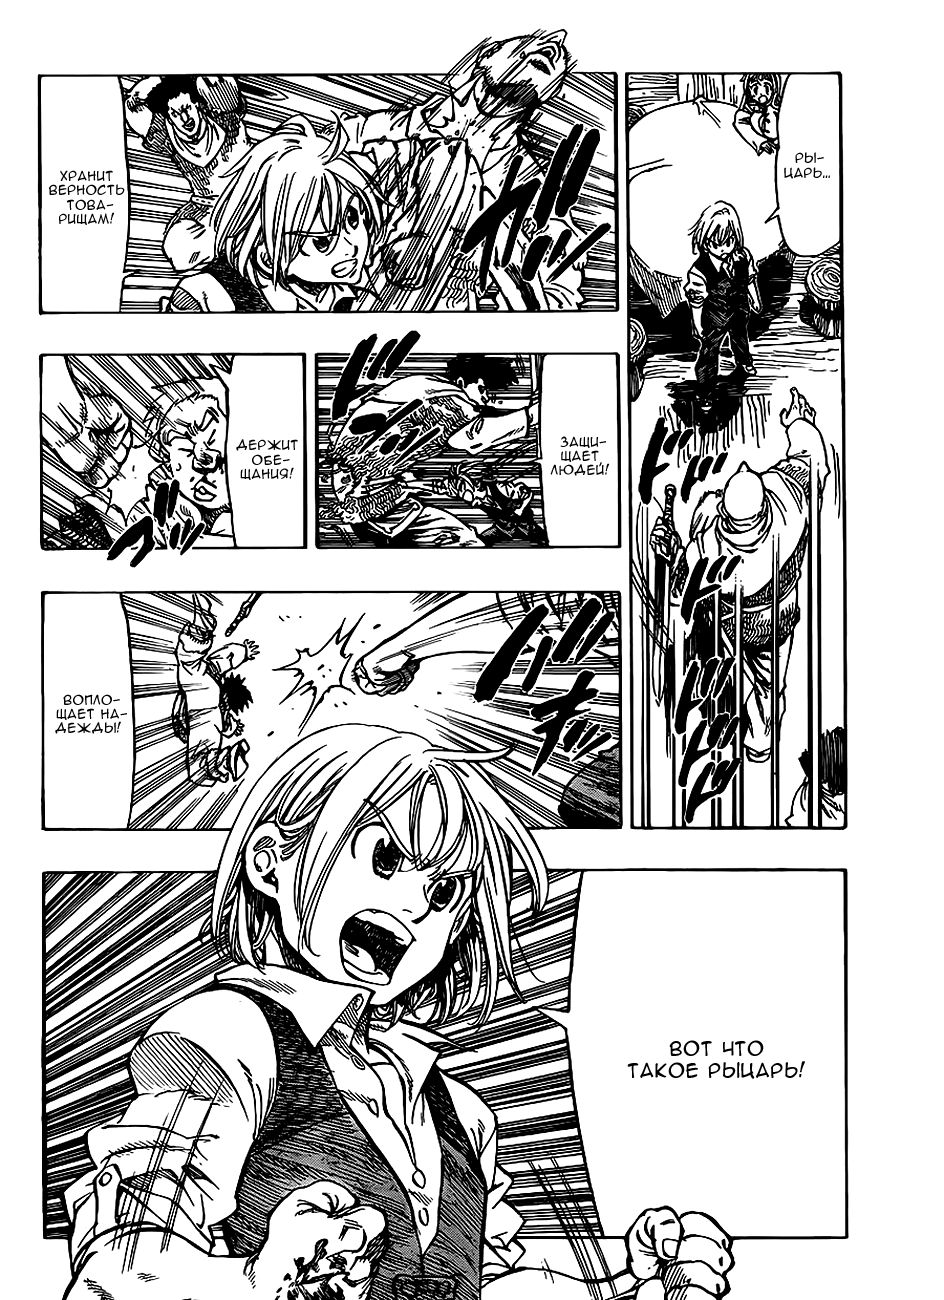 РЫ-
ЦАРЬ...
ХРАНИТ
ВЕРНОСТЬ
ТОВА-
РИЩАМ!
ЗАЩИ-
ЩАЕТ
ЛЮДЕЙ!
ДЕРЖИТ
ОБЕ-
ЩАНИЯ!
ВОПЛО-
ЩАЕТ НА-
ДЕЖДЫ!
ВОТ ЧТО
ТАКОЕ РЫЦАРЬ!